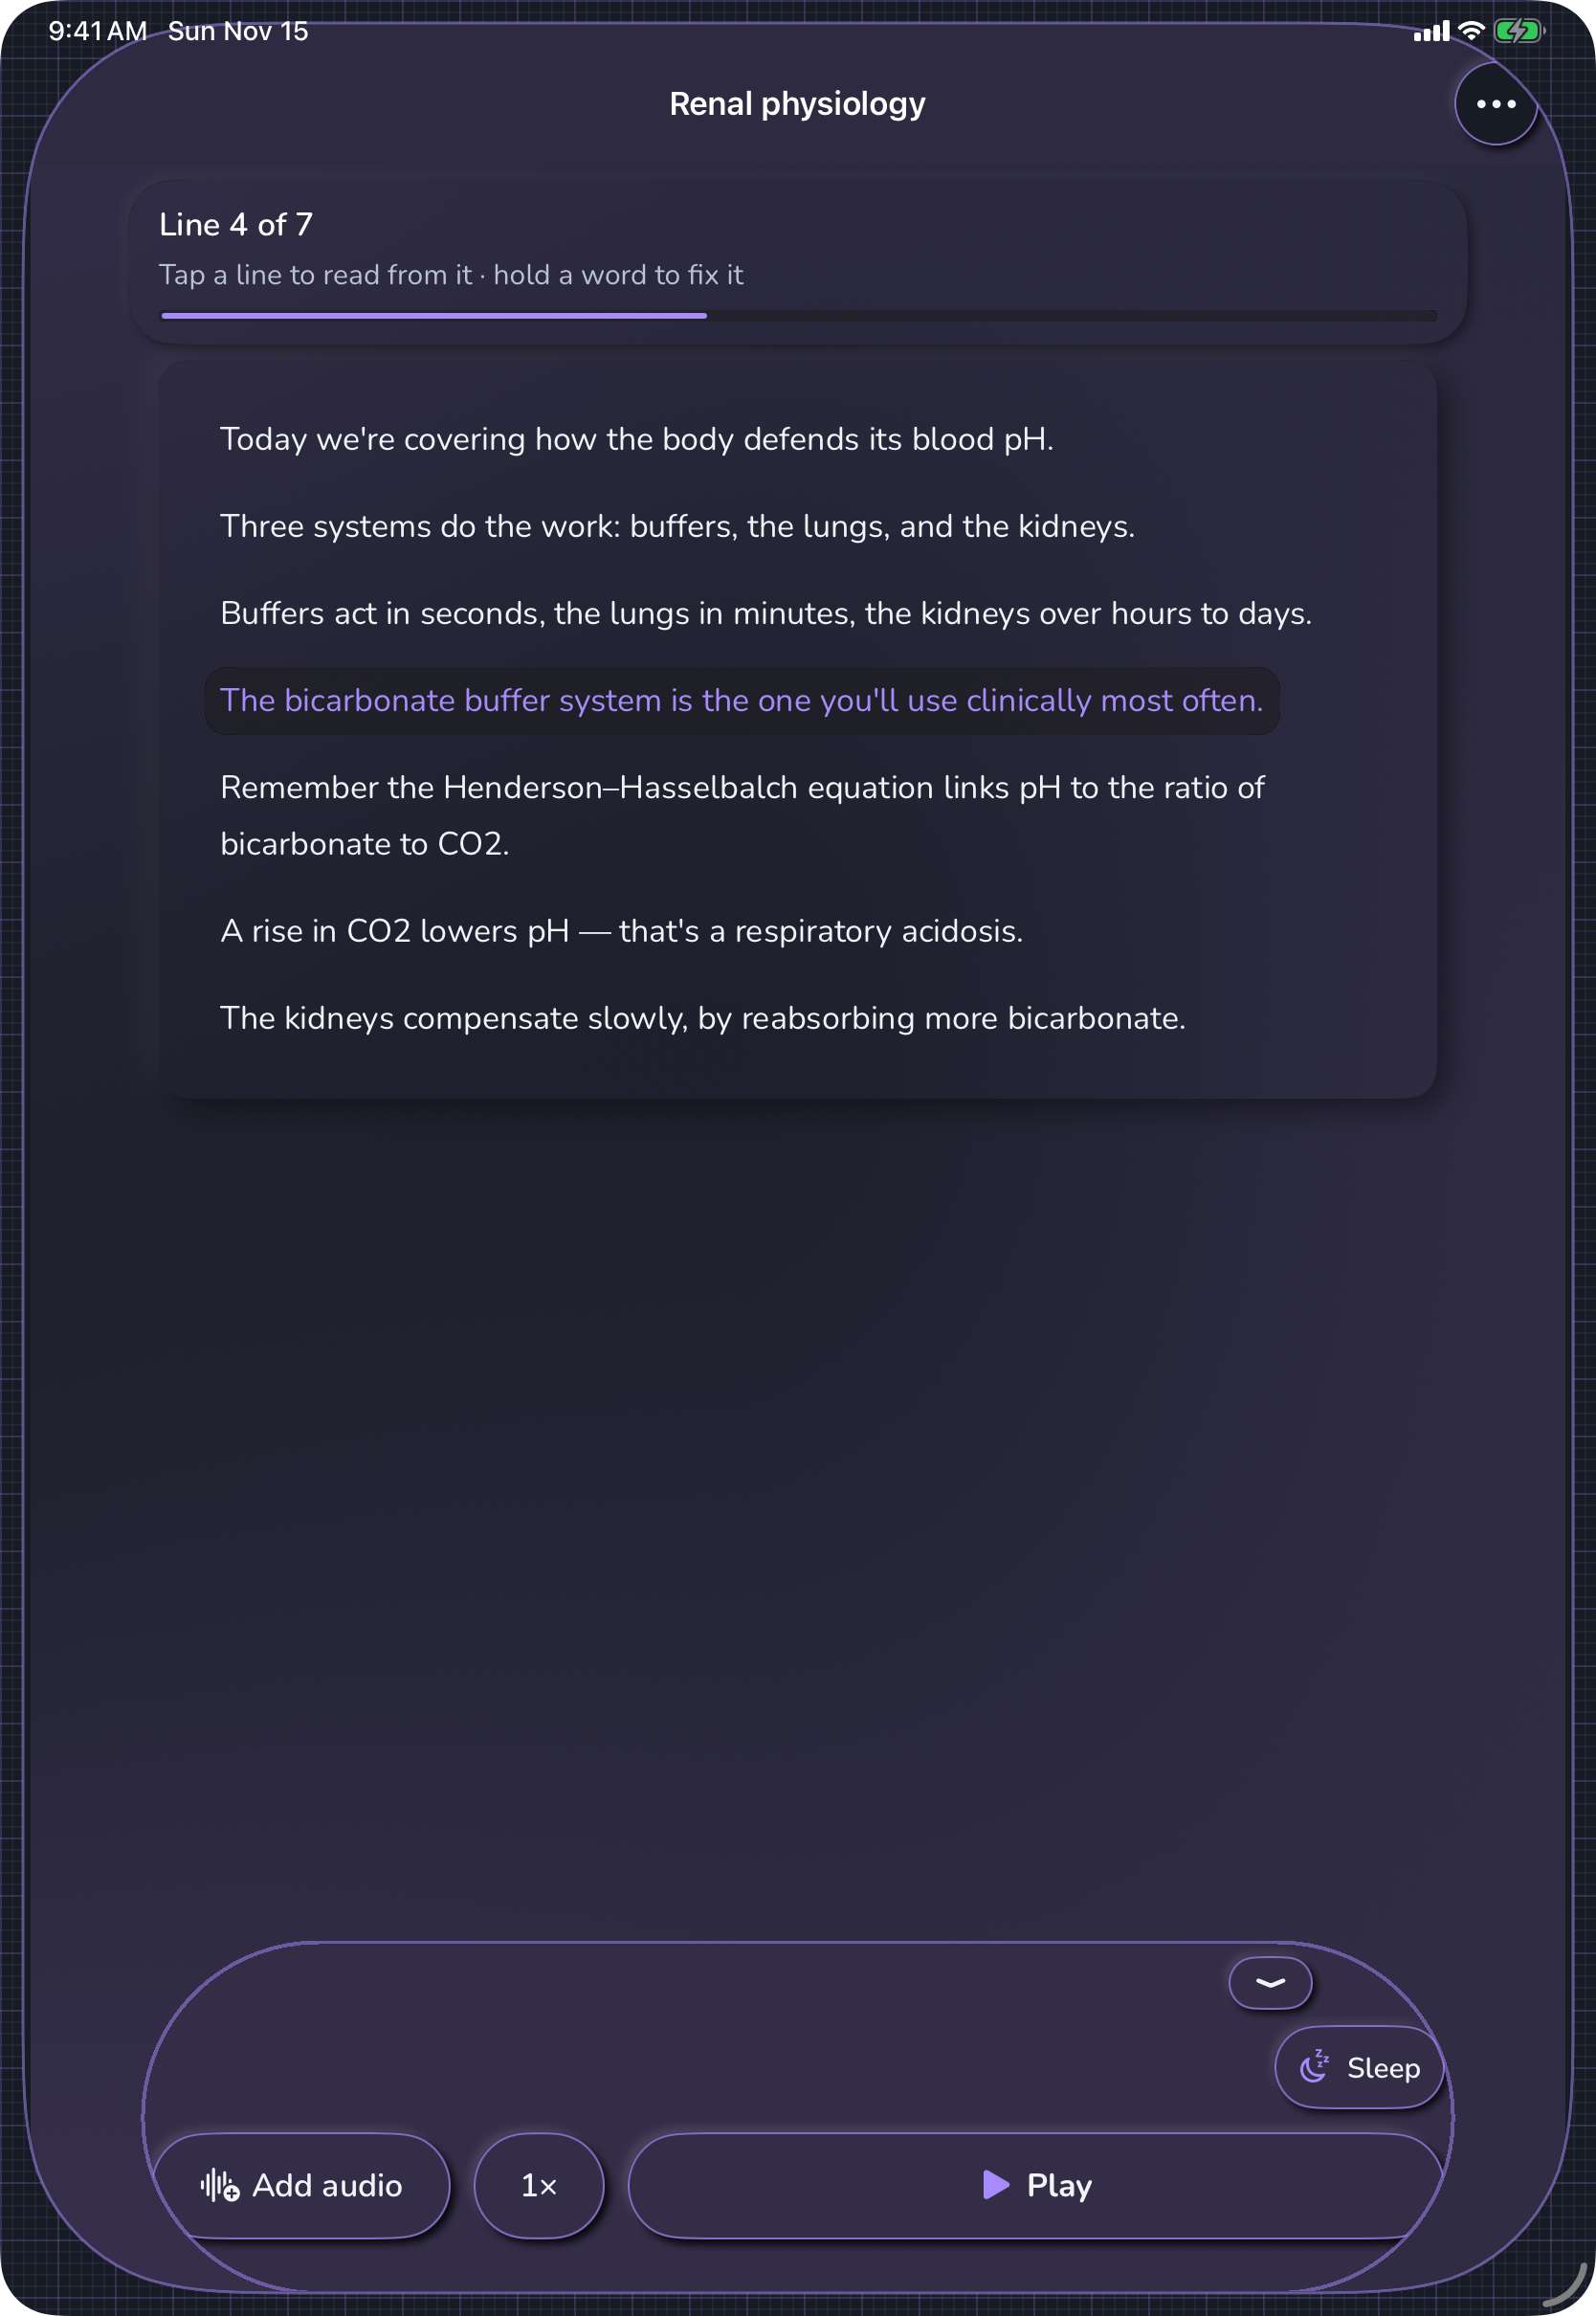 9:41 AM Sun Nov 15
Renal physiology
Line 4 of 7
Tap a line to read from it · hold a word to fix it
Today we're covering how the body defends its blood pH.
Three systems do the work: buffers, the lungs, and the kidneys.
Buffers act in seconds, the lungs in minutes, the kidneys over hours to days.
The bicarbonate buffer system is the one you'll use clinically most often.
Remember the Henderson–Hasselbalch equation links pH to the ratio of
bicarbonate to CO2.
A rise in CO2 lowers pH — that's a respiratory acidosis.
The kidneys compensate slowly, by reabsorbing more bicarbonate.
Sleep
Add audio
1×
Play